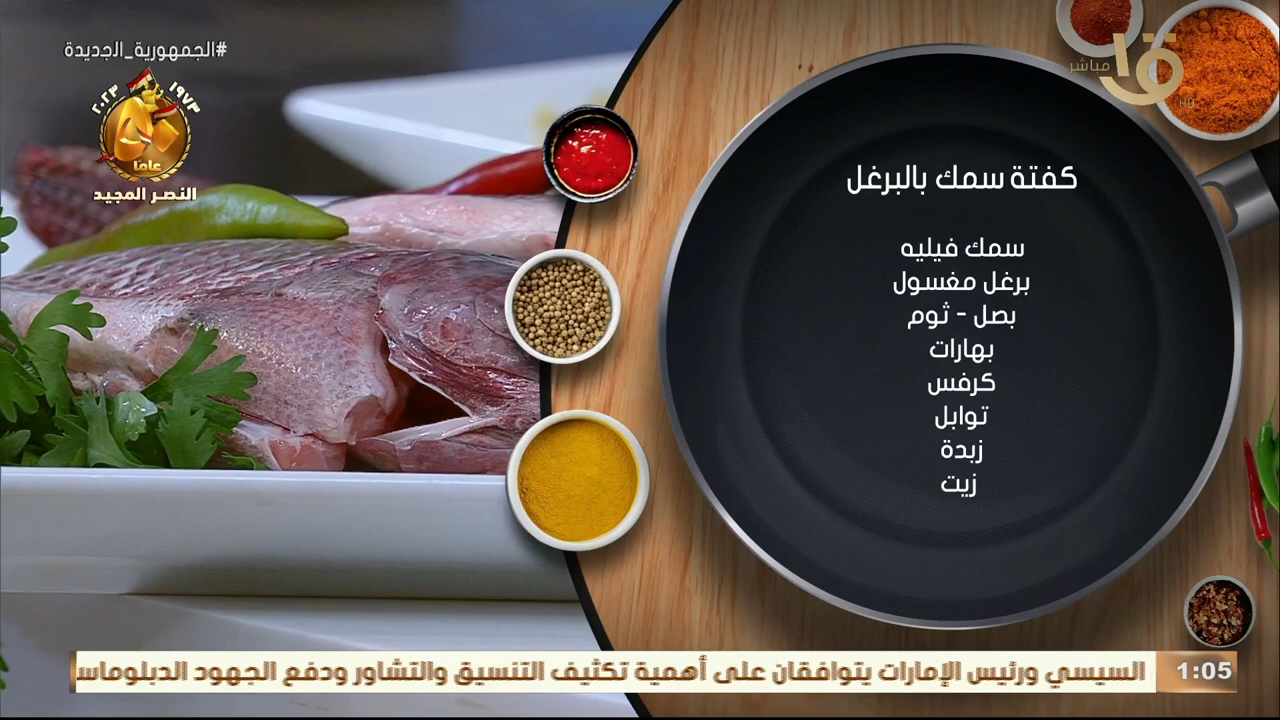 #الجمهورية_الجديدة
١٩٧٣
٢٠٢٣
٥٠
عاما
النصر المجيد
مباشر
HD
كفتة سمك بالبرغل
سمك فيليه
برغل مغسول
بصل - ثوم
بهارات
كرفس
توابل
زبدة
زيت
1:05
السيسي ورئيس الإمارات يتوافقان على أهمية تكثيف التنسيق والتشاور ودفع الجهود الدبلوماس